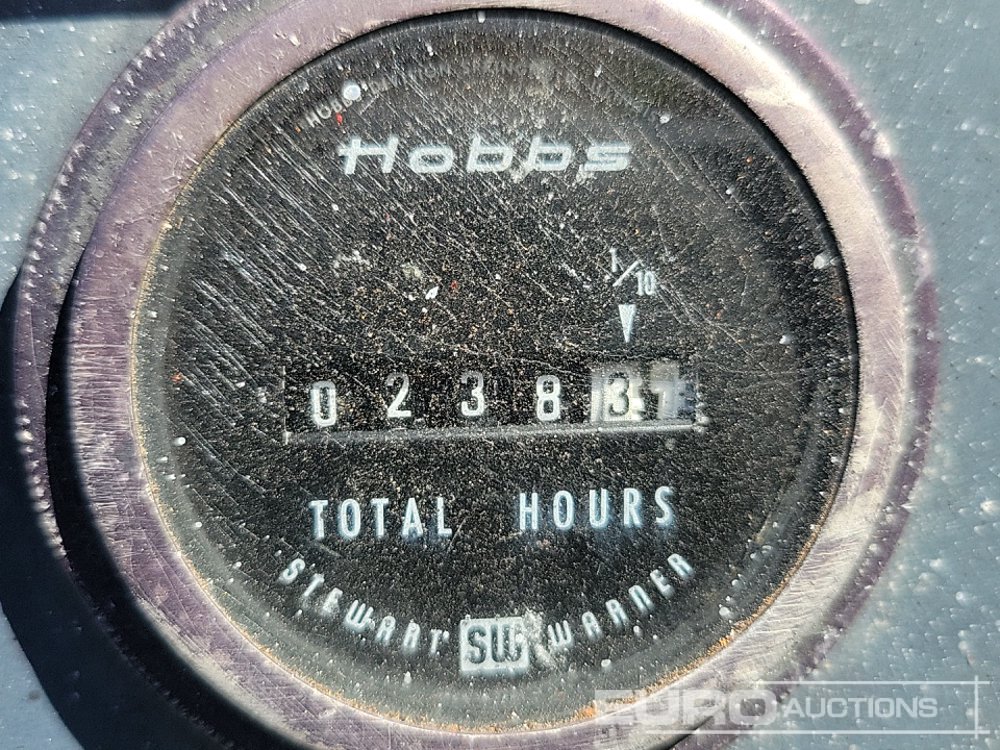 Hobbs
1/10
0 2 3 8 3
TOTAL HOURS
STEWART SW WARNER
EURO AUCTIONS